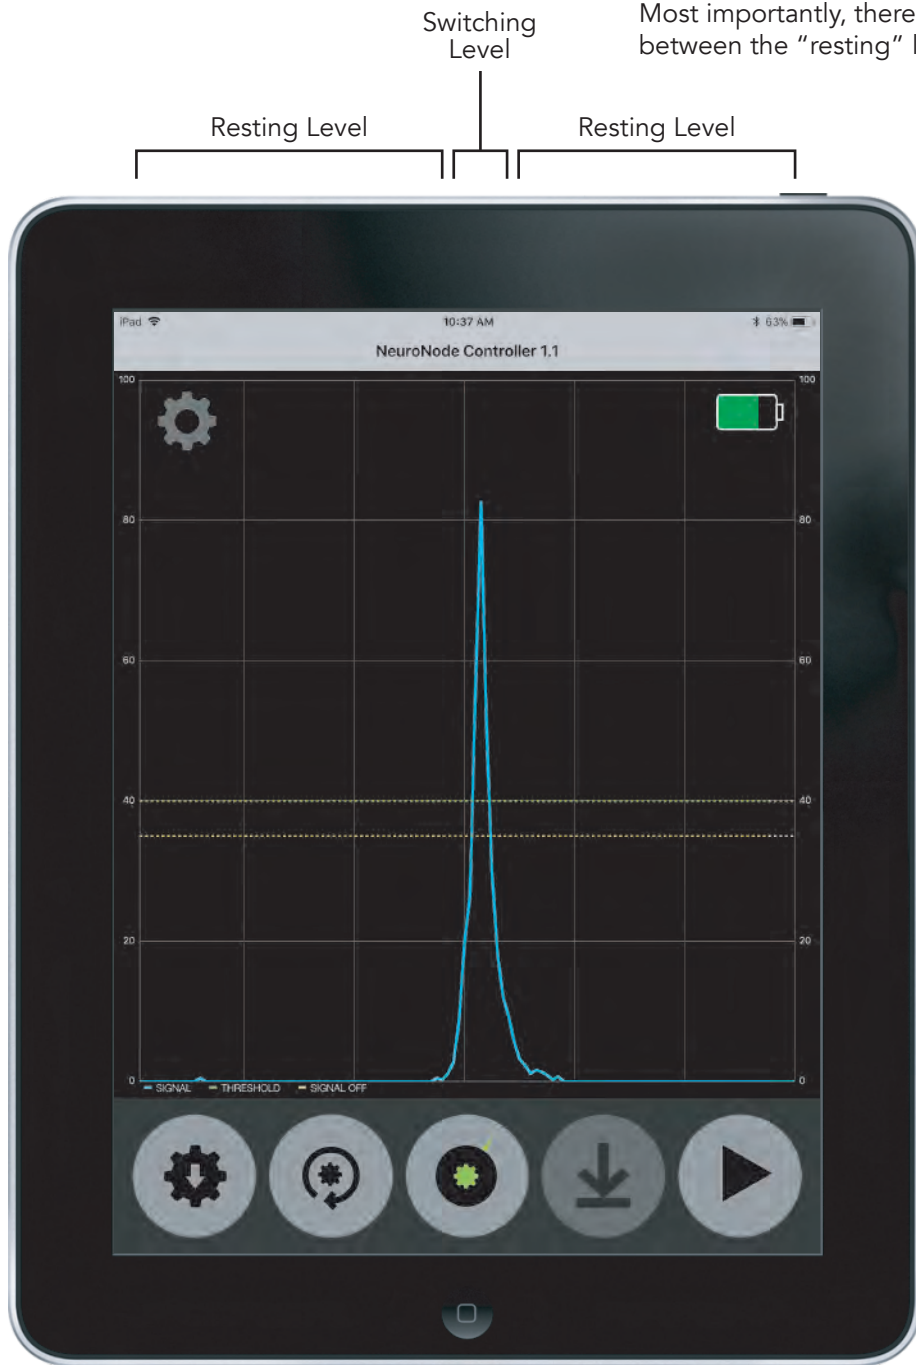 Most importantly, there
between the “resting” l
Switching
Level
Resting Level
Resting Level
iPad
10:37 AM
63%
NeuroNode Controller 1.1
100
100
80
80
60
60
40
40
20
20
0
0
SIGNAL
THRESHOLD
SIGNAL OFF